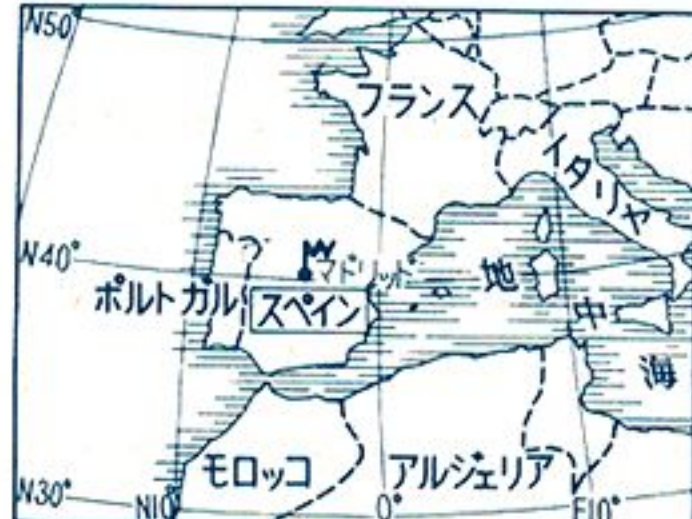 N50°
フランス
イタリヤ
N40°
マドリッド
ポルトガル
スペイン
地中海
モロッコ
アルジェリア
N30°
N10°
0°
E10°